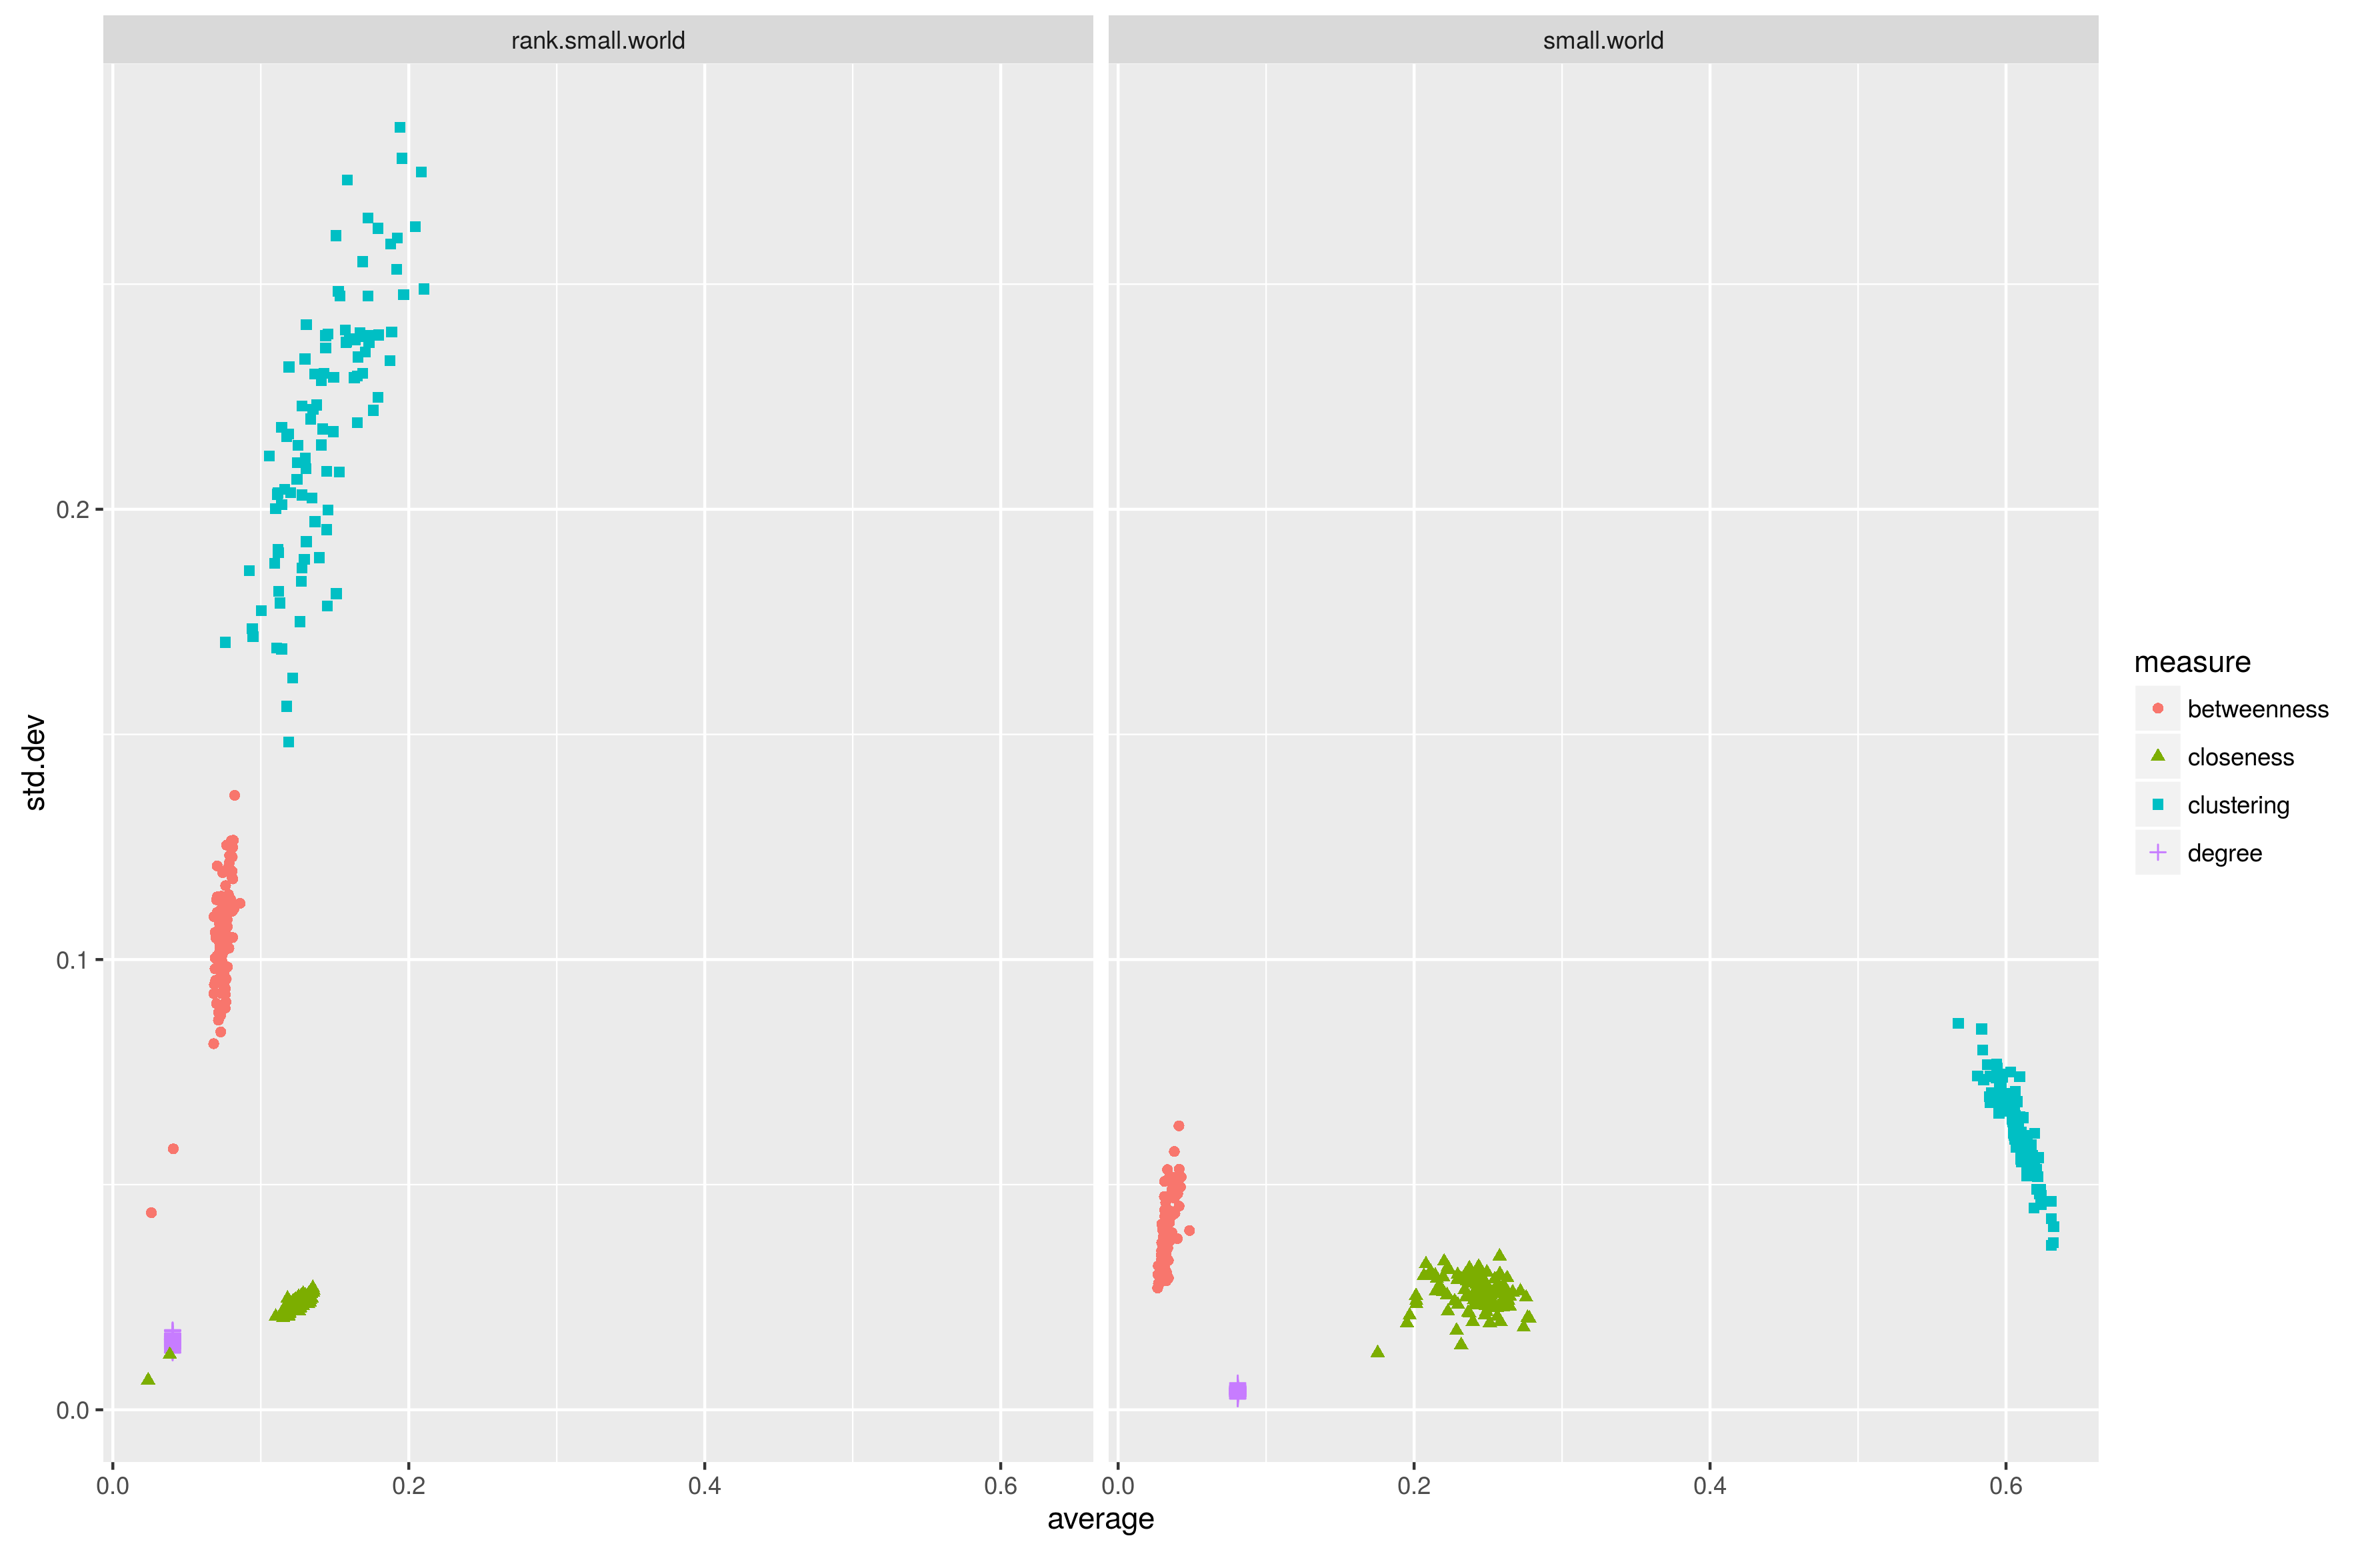 rank.small.world
small.world
0.2
0.1
0.0
std.dev
0.0 0.2 0.4 0.6
0.0 0.2 0.4 0.6
average
measure
betweenness
closeness
clustering
degree